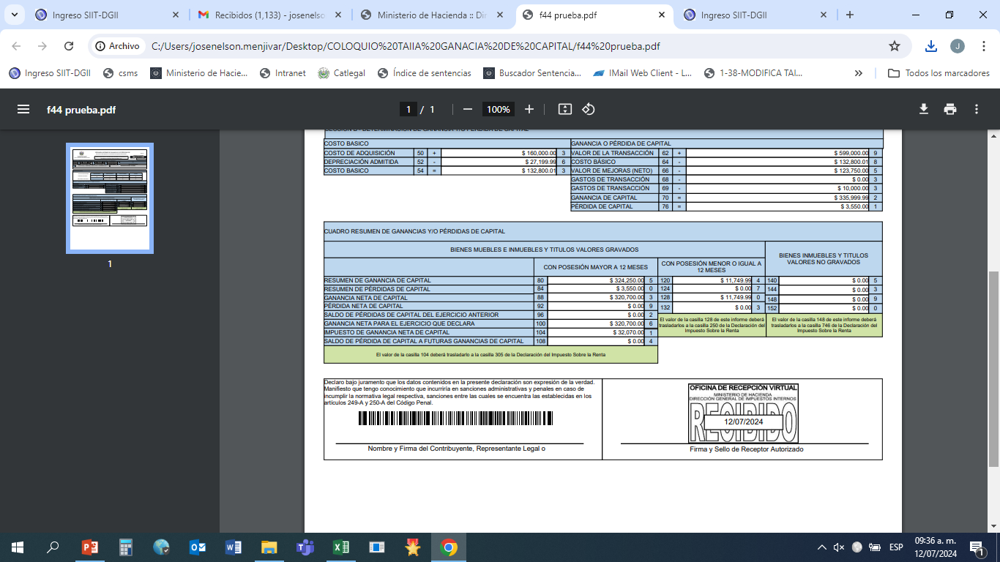 Ingreso SIIT-DGII
Recibidos (1,133) - josenelso
Ministerio de Hacienda :: Dir
f44 prueba.pdf
Ingreso SIIT-DGII
Archivo
C:/Users/josenelson.menjivar/Desktop/COLOQUIO%20TAIIA%20GANACIA%20DE%20CAPITAL/f44%20prueba.pdf
J
Ingreso SIIT-DGII
csms
Ministerio de Hacie...
Intranet
Catlegal
Índice de sentencias
Buscador Sentencia...
IMail Web Client - L...
1-38-MODIFICA TAI...
Todos los marcadores
f44 prueba.pdf
1 / 1
100%
1
COSTO BASICO
GANANCIA O PÉRDIDA DE CAPITAL
COSTO DE ADQUISICIÓN 50 + $ 160,000.00 3 VALOR DE LA TRANSACCIÓN 62 + $ 599,000.00 9
DEPRECIACIÓN ADMITIDA 52 - $ 27,199.99 6 COSTO BÁSICO 64 - $ 132,800.01 8
COSTO BASICO 54 = $ 132,800.01 3 VALOR DE MEJORAS (NETO) 66 - $ 123,750.00 5
GASTOS DE TRANSACCIÓN 68 - $ 0.00 3
GASTOS DE TRANSACCIÓN 69 - $ 10,000.00 3
GANANCIA DE CAPITAL 70 = $ 335,999.99 2
PÉRDIDA DE CAPITAL 76 = $ 3,550.00 1
CUADRO RESUMEN DE GANANCIAS Y/O PÉRDIDAS DE CAPITAL
BIENES MUEBLES E INMUEBLES Y TITULOS VALORES GRAVADOS
BIENES INMUEBLES Y TITULOS
VALORES NO GRAVADOS
CON POSESIÓN MAYOR A 12 MESES
CON POSESIÓN MENOR O IGUAL A
12 MESES
RESUMEN DE GANANCIA DE CAPITAL 80 $ 324,250.00 5 120 $ 11,749.99 4 140 $ 0.00 5
RESUMEN DE PÉRDIDAS DE CAPITAL 84 $ 3,550.00 0 124 $ 0.00 7 144 $ 0.00 3
GANANCIA NETA DE CAPITAL 88 $ 320,700.00 3 128 $ 11,749.99 0 148 $ 0.00 9
PÉRDIDA NETA DE CAPITAL 92 $ 0.00 9 132 $ 0.00 3 152 $ 0.00 0
SALDO DE PÉRDIDAS DE CAPITAL DEL EJERCICIO ANTERIOR 96 $ 0.00 2
GANANCIA NETA PARA EL EJERCICIO QUE DECLARA 100 $ 320,700.00 6
IMPUESTO DE GANANCIA NETA DE CAPITAL 104 $ 32,070.00 1
SALDO DE PÉRDIDA DE CAPITAL A FUTURAS GANANCIAS DE CAPITAL 108 $ 0.00 4
El valor de la casilla 128 de este informe deberá
trasladarlos a la casilla 250 de la Declaración del
Impuesto Sobre la Renta
El valor de la casilla 148 de este informe deberá
trasladarlos a la casilla 746 de la Declaración del
Impuesto Sobre la Renta
El valor de la casilla 104 deberá trasladarlo a la casilla 305 de la Declaración del Impuesto Sobre la Renta
Declaro bajo juramento que los datos contenidos en la presente declaración son expresión de la verdad.
Manifiesto que tengo conocimiento que incurriría en sanciones administrativas y penales en caso de
incumplir la normativa legal respectiva, sanciones entre las cuales se encuentra las establecidas en los
artículos 249-A y 250-A del Código Penal.
Nombre y Firma del Contribuyente, Representante Legal o
OFICINA DE RECEPCIÓN VIRTUAL
MINISTERIO DE HACIENDA
DIRECCIÓN GENERAL DE IMPUESTOS INTERNOS
RECIBIDO
12/07/2024
Firma y Sello de Receptor Autorizado
ESP
09:36 a. m.
12/07/2024
1